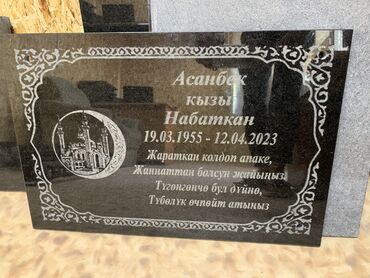 Асанбек
кызы
Набаткан
19.03.1955 - 12.04.2023
Жараткан колдоп апаке,
Жаннаттан болсун жайыңыз.
Түгөнгөнчө бул дүйнө,
Түбөлүк өчпөйт атыңыз